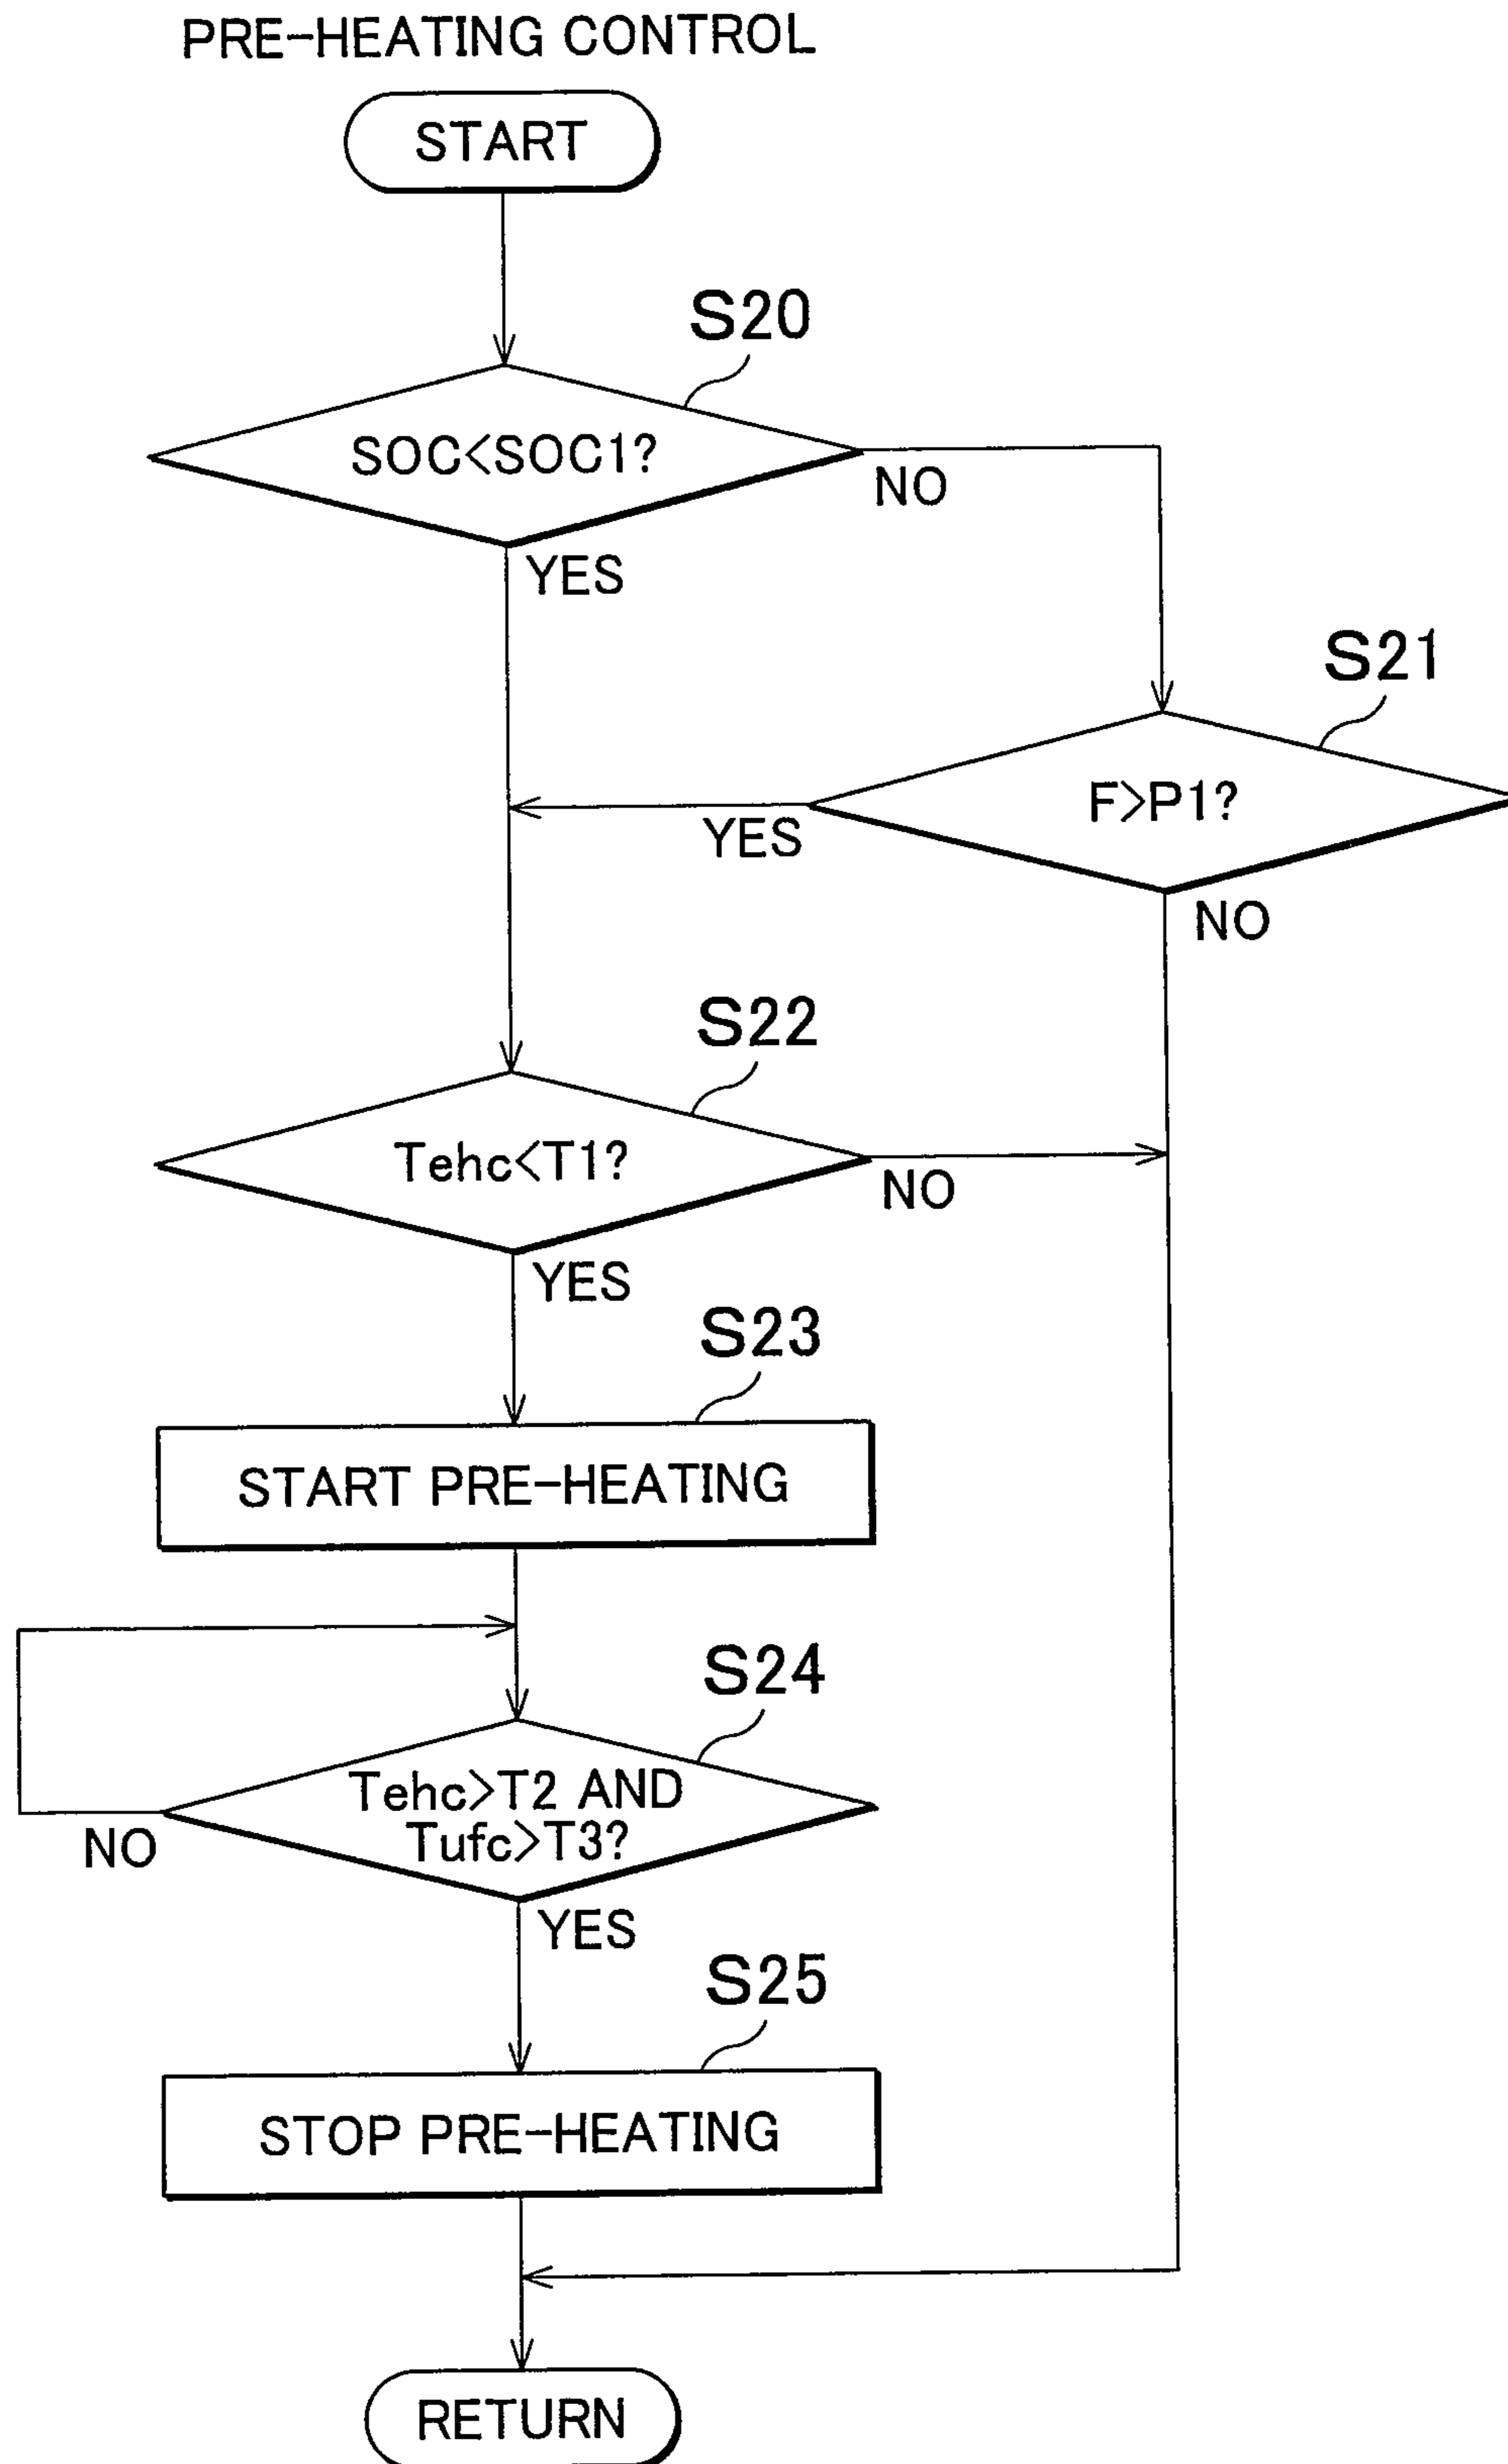 PRE-HEATING CONTROL
START
S20
SOC<SOC1?
NO
YES
S21
F>P1?
YES
NO
S22
Tehc<T1?
NO
YES
S23
START PRE-HEATING
S24
Tehc>T2 AND
Tufc>T3?
NO
YES
S25
STOP PRE-HEATING
RETURN